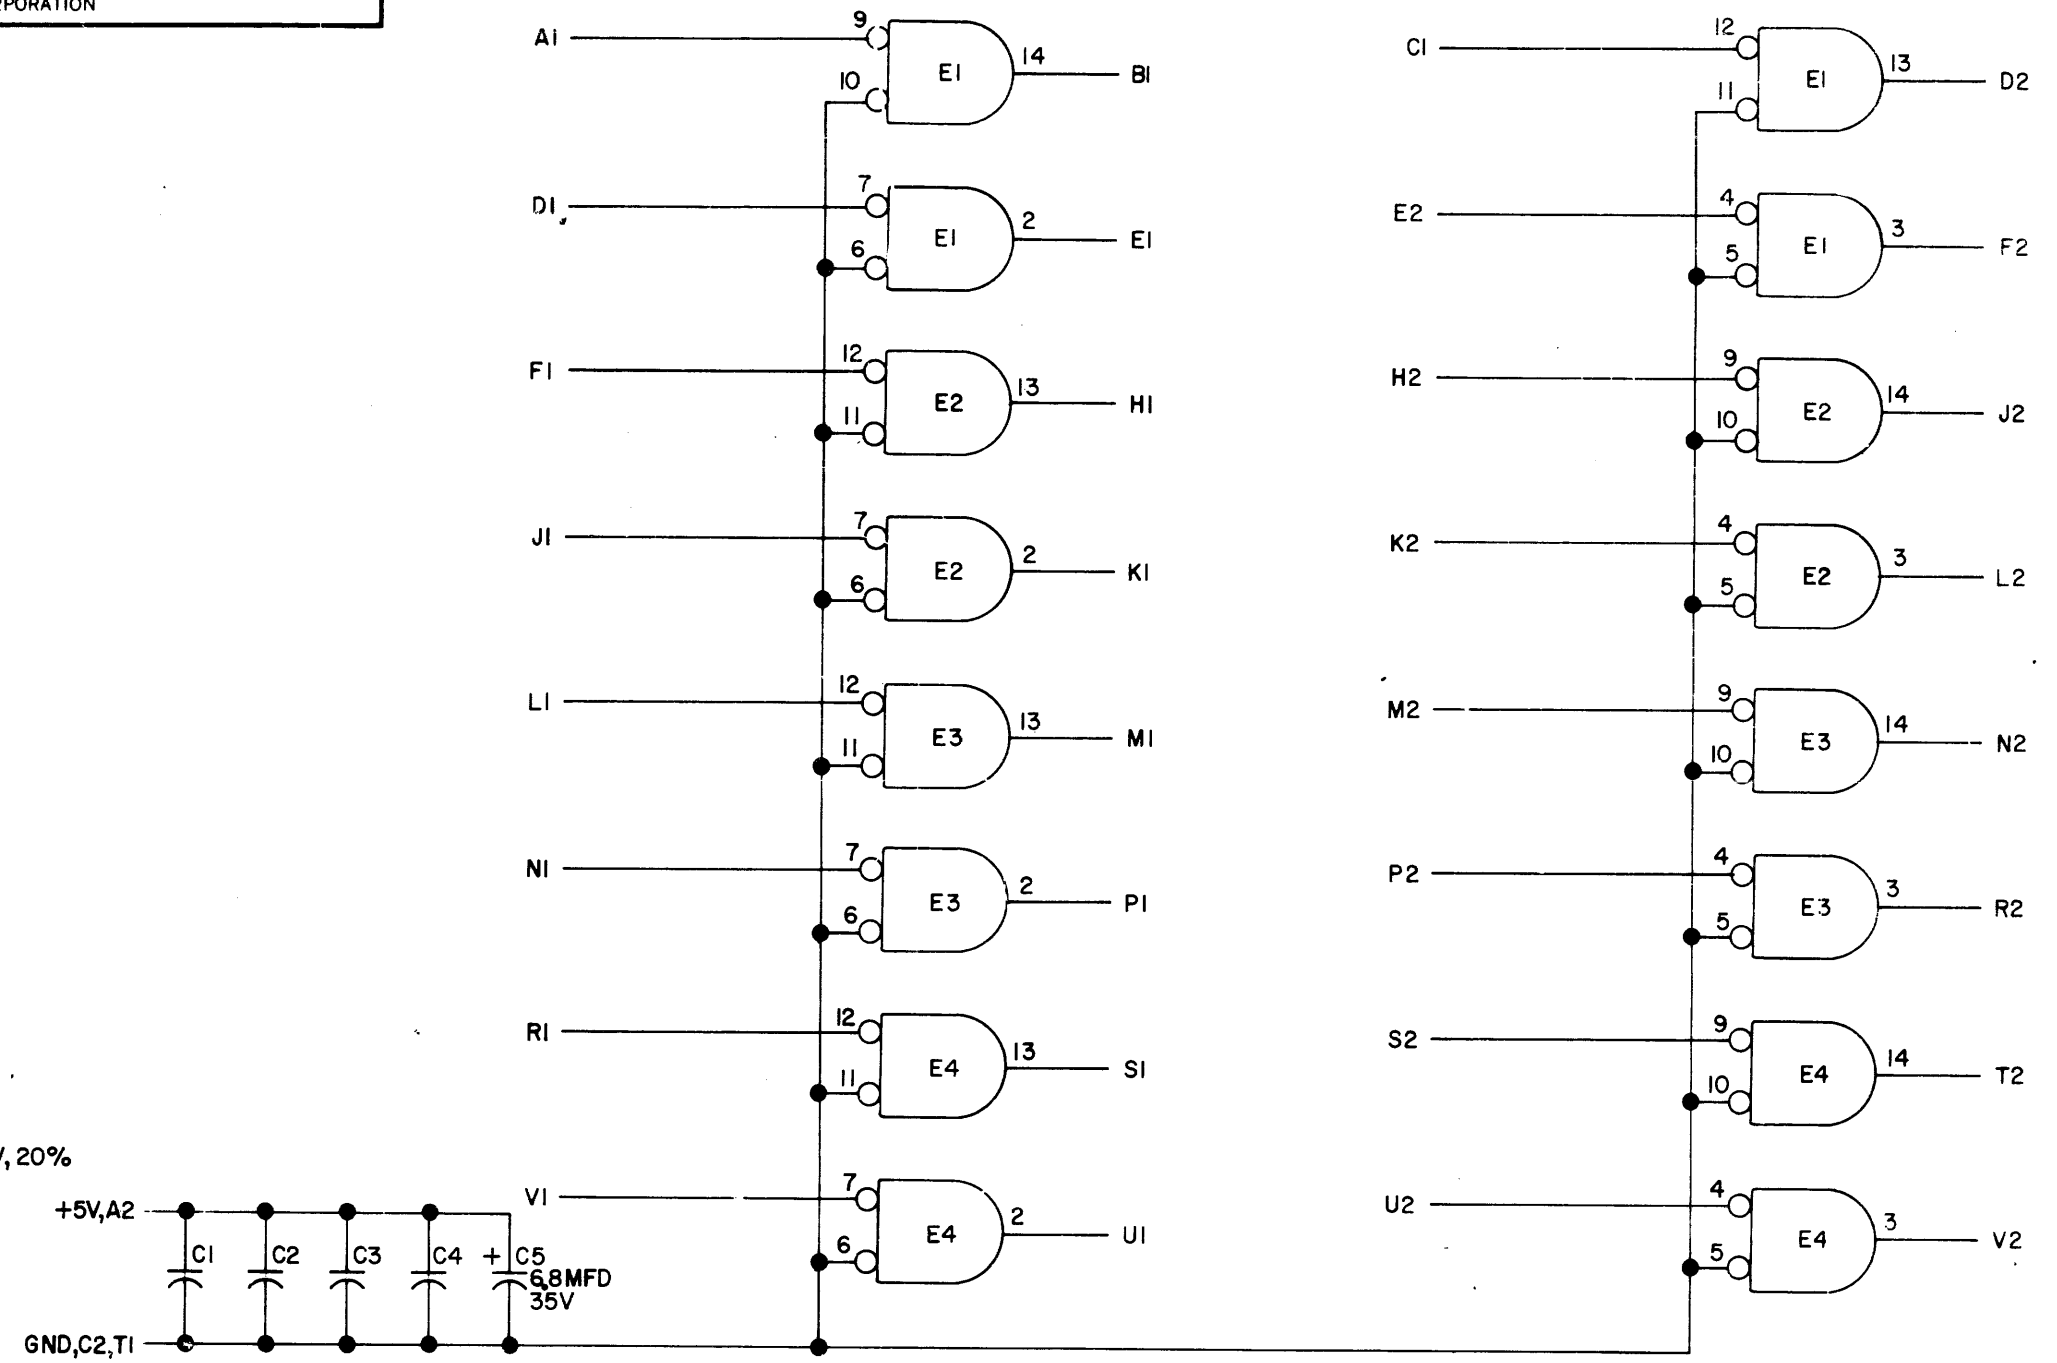 RPORATION
A1 9 10 E1 14 B1
C1 12 11 E1 13 D2
D1 7 6 E1 2 E1
E2 4 5 E1 3 F2
F1 12 11 E2 13 H1
H2 9 10 E2 14 J2
J1 7 6 E2 2 K1
K2 4 5 E2 3 L2
L1 12 11 E3 13 M1
M2 9 10 E3 14 N2
N1 7 6 E3 2 P1
P2 4 5 E3 3 R2
R1 12 11 E4 13 S1
S2 9 10 E4 14 T2
V, 20%
V1 7 6 E4 2 U1
U2 4 5 E4 3 V2
+5V,A2
C1 C2 C3 C4 + C5
6.8MFD
35V
GND,C2,T1